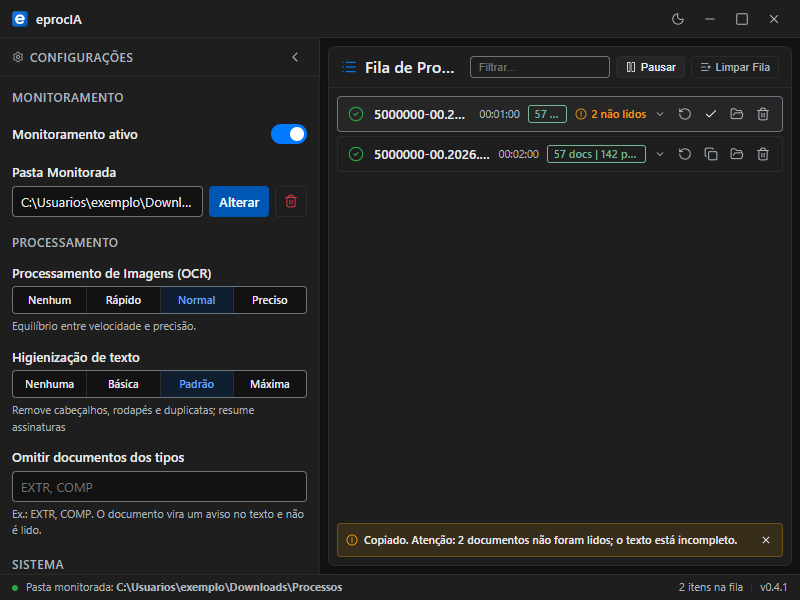 eprocIA
CONFIGURAÇÕES
MONITORAMENTO
Monitoramento ativo
Pasta Monitorada
C:\Usuarios\exemplo\Downl...
Alterar
PROCESSAMENTO
Processamento de Imagens (OCR)
Nenhum Rápido Normal Preciso
Equilíbrio entre velocidade e precisão.
Higienização de texto
Nenhuma Básica Padrão Máxima
Remove cabeçalhos, rodapés e duplicatas; resume
assinaturas
Omitir documentos dos tipos
EXTR, COMP
Ex.: EXTR, COMP. O documento vira um aviso no texto e não
é lido.
SISTEMA
Fila de Pro... Filtrar... Pausar Limpar Fila
5000000-00.2... 00:01:00 57 ... 2 não lidos
5000000-00.2026.... 00:02:00 57 docs | 142 p...
Copiado. Atenção: 2 documentos não foram lidos; o texto está incompleto.
Pasta monitorada: C:\Usuarios\exemplo\Downloads\Processos 2 itens na fila v0.4.1